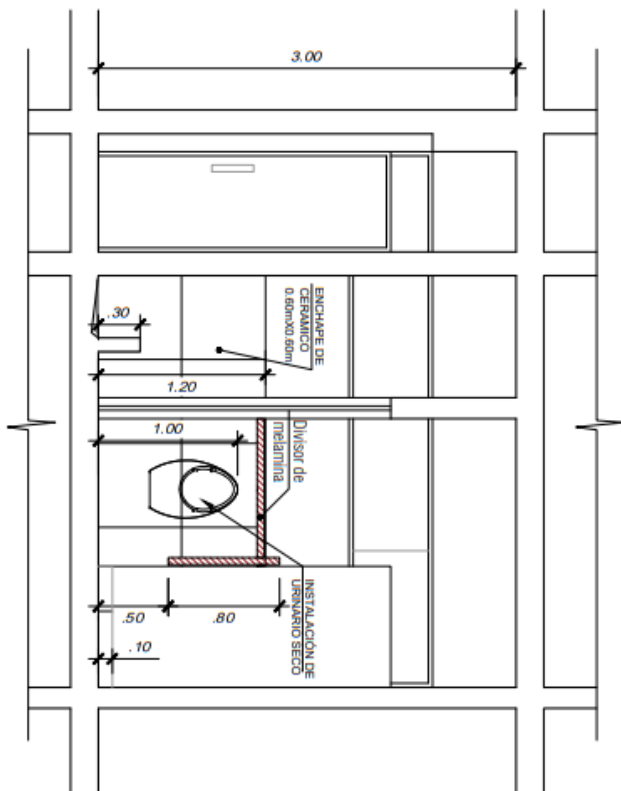 3.00
ENCHAPE DE
CERAMICO
0.60mX0.60m
.30
1.20
1.00
Divisor de
melamina
INSTALACIÓN DE
URINARIO SECO
.50
.80
.10